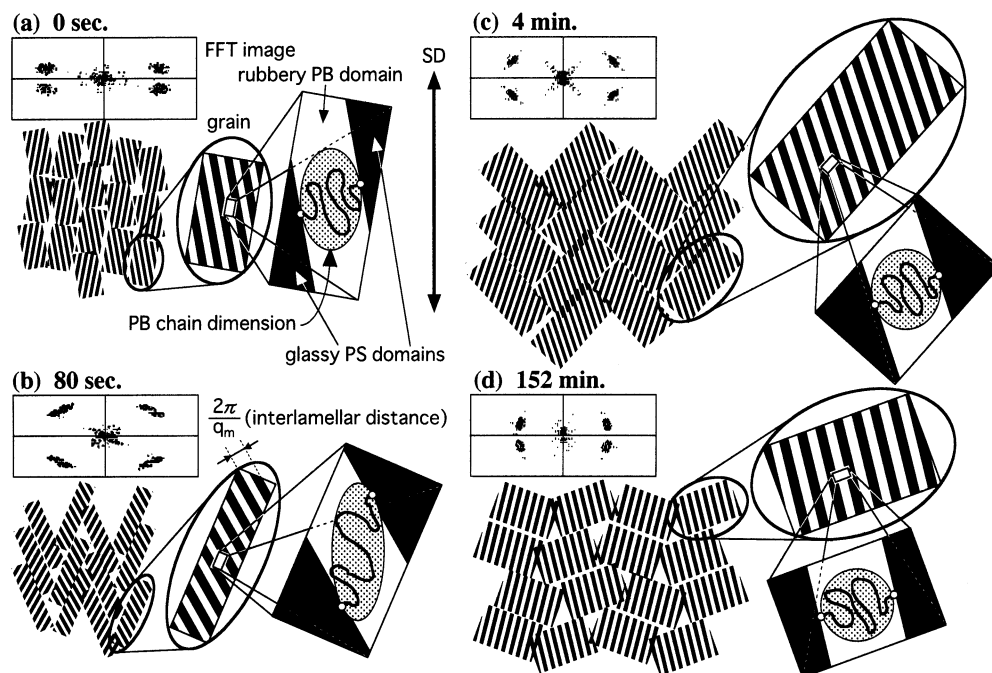 (a) 0 sec.
FFT image
rubbery PB domain
SD
grain
PB chain dimension
glassy PS domains
(b) 80 sec.
2π
qm
(interlamellar distance)
(c) 4 min.
(d) 152 min.